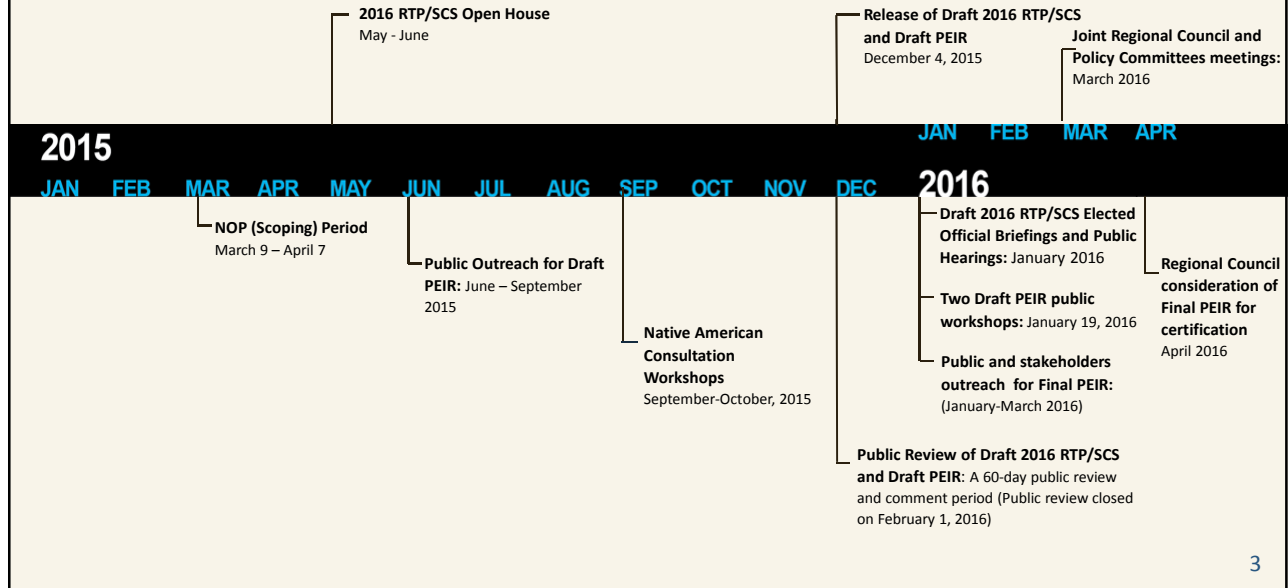 2016 RTP/SCS Open House
May - June
Release of Draft 2016 RTP/SCS
and Draft PEIR
December 4, 2015
Joint Regional Council and
Policy Committees meetings:
March 2016
2015
JAN FEB MAR APR MAY JUN JUL AUG SEP OCT NOV DEC
JAN FEB MAR APR
2016
NOP (Scoping) Period
March 9 – April 7
Public Outreach for Draft
PEIR: June – September
2015
Native American
Consultation
Workshops
September-October, 2015
Draft 2016 RTP/SCS Elected
Official Briefings and Public
Hearings: January 2016
Two Draft PEIR public
workshops: January 19, 2016
Public and stakeholders
outreach for Final PEIR:
(January-March 2016)
Regional Council
consideration of
Final PEIR for
certification
April 2016
Public Review of Draft 2016 RTP/SCS
and Draft PEIR: A 60-day public review
and comment period (Public review closed
on February 1, 2016)
3